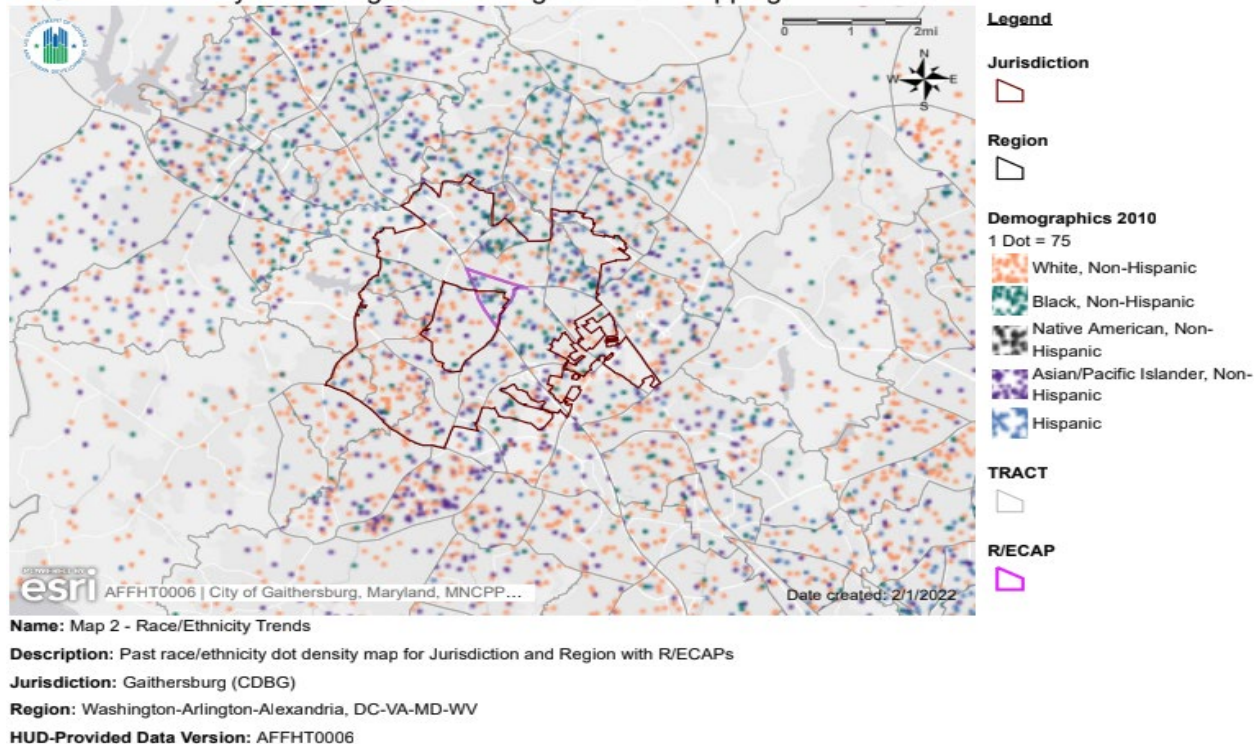 0 1 2mi
N
W E
S
Legend
Jurisdiction
Region
Demographics 2010
1 Dot = 75
White, Non-Hispanic
Black, Non-Hispanic
Native American, Non-
Hispanic
Asian/Pacific Islander, Non-
Hispanic
Hispanic
TRACT
R/ECAP
esri AFFHT0006 | City of Gaithersburg, Maryland, MNCPP...
Date created: 2/1/2022
Name: Map 2 - Race/Ethnicity Trends
Description: Past race/ethnicity dot density map for Jurisdiction and Region with R/ECAPs
Jurisdiction: Gaithersburg (CDBG)
Region: Washington-Arlington-Alexandria, DC-VA-MD-WV
HUD-Provided Data Version: AFFHT0006